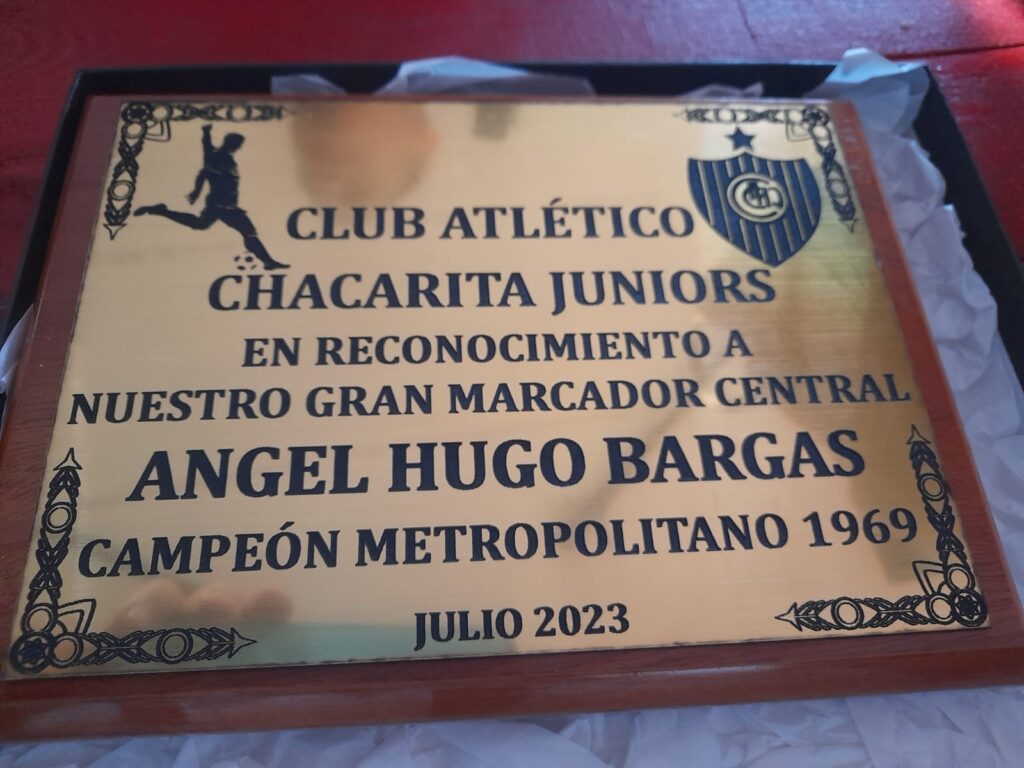 CLUB ATLÉTICO
CHACARITA JUNIORS
EN RECONOCIMIENTO A
NUESTRO GRAN MARCADOR CENTRAL
ANGEL HUGO BARGAS
CAMPEÓN METROPOLITANO 1969
JULIO 2023